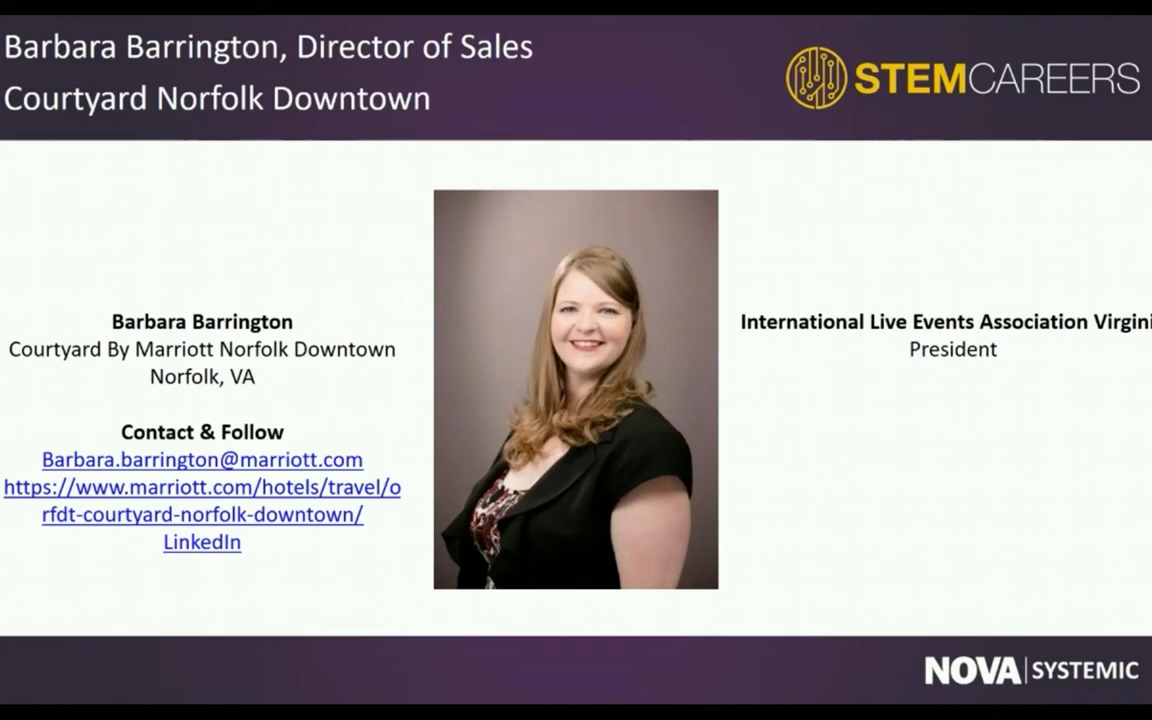 Barbara Barrington, Director of Sales
Courtyard Norfolk Downtown
STEMCAREERS
Barbara Barrington
Courtyard By Marriott Norfolk Downtown
Norfolk, VA
Contact & Follow
Barbara.barrington@marriott.com
https://www.marriott.com/hotels/travel/o
rfdt-courtyard-norfolk-downtown/
LinkedIn
International Live Events Association Virgini
President
NOVA|SYSTEMIC